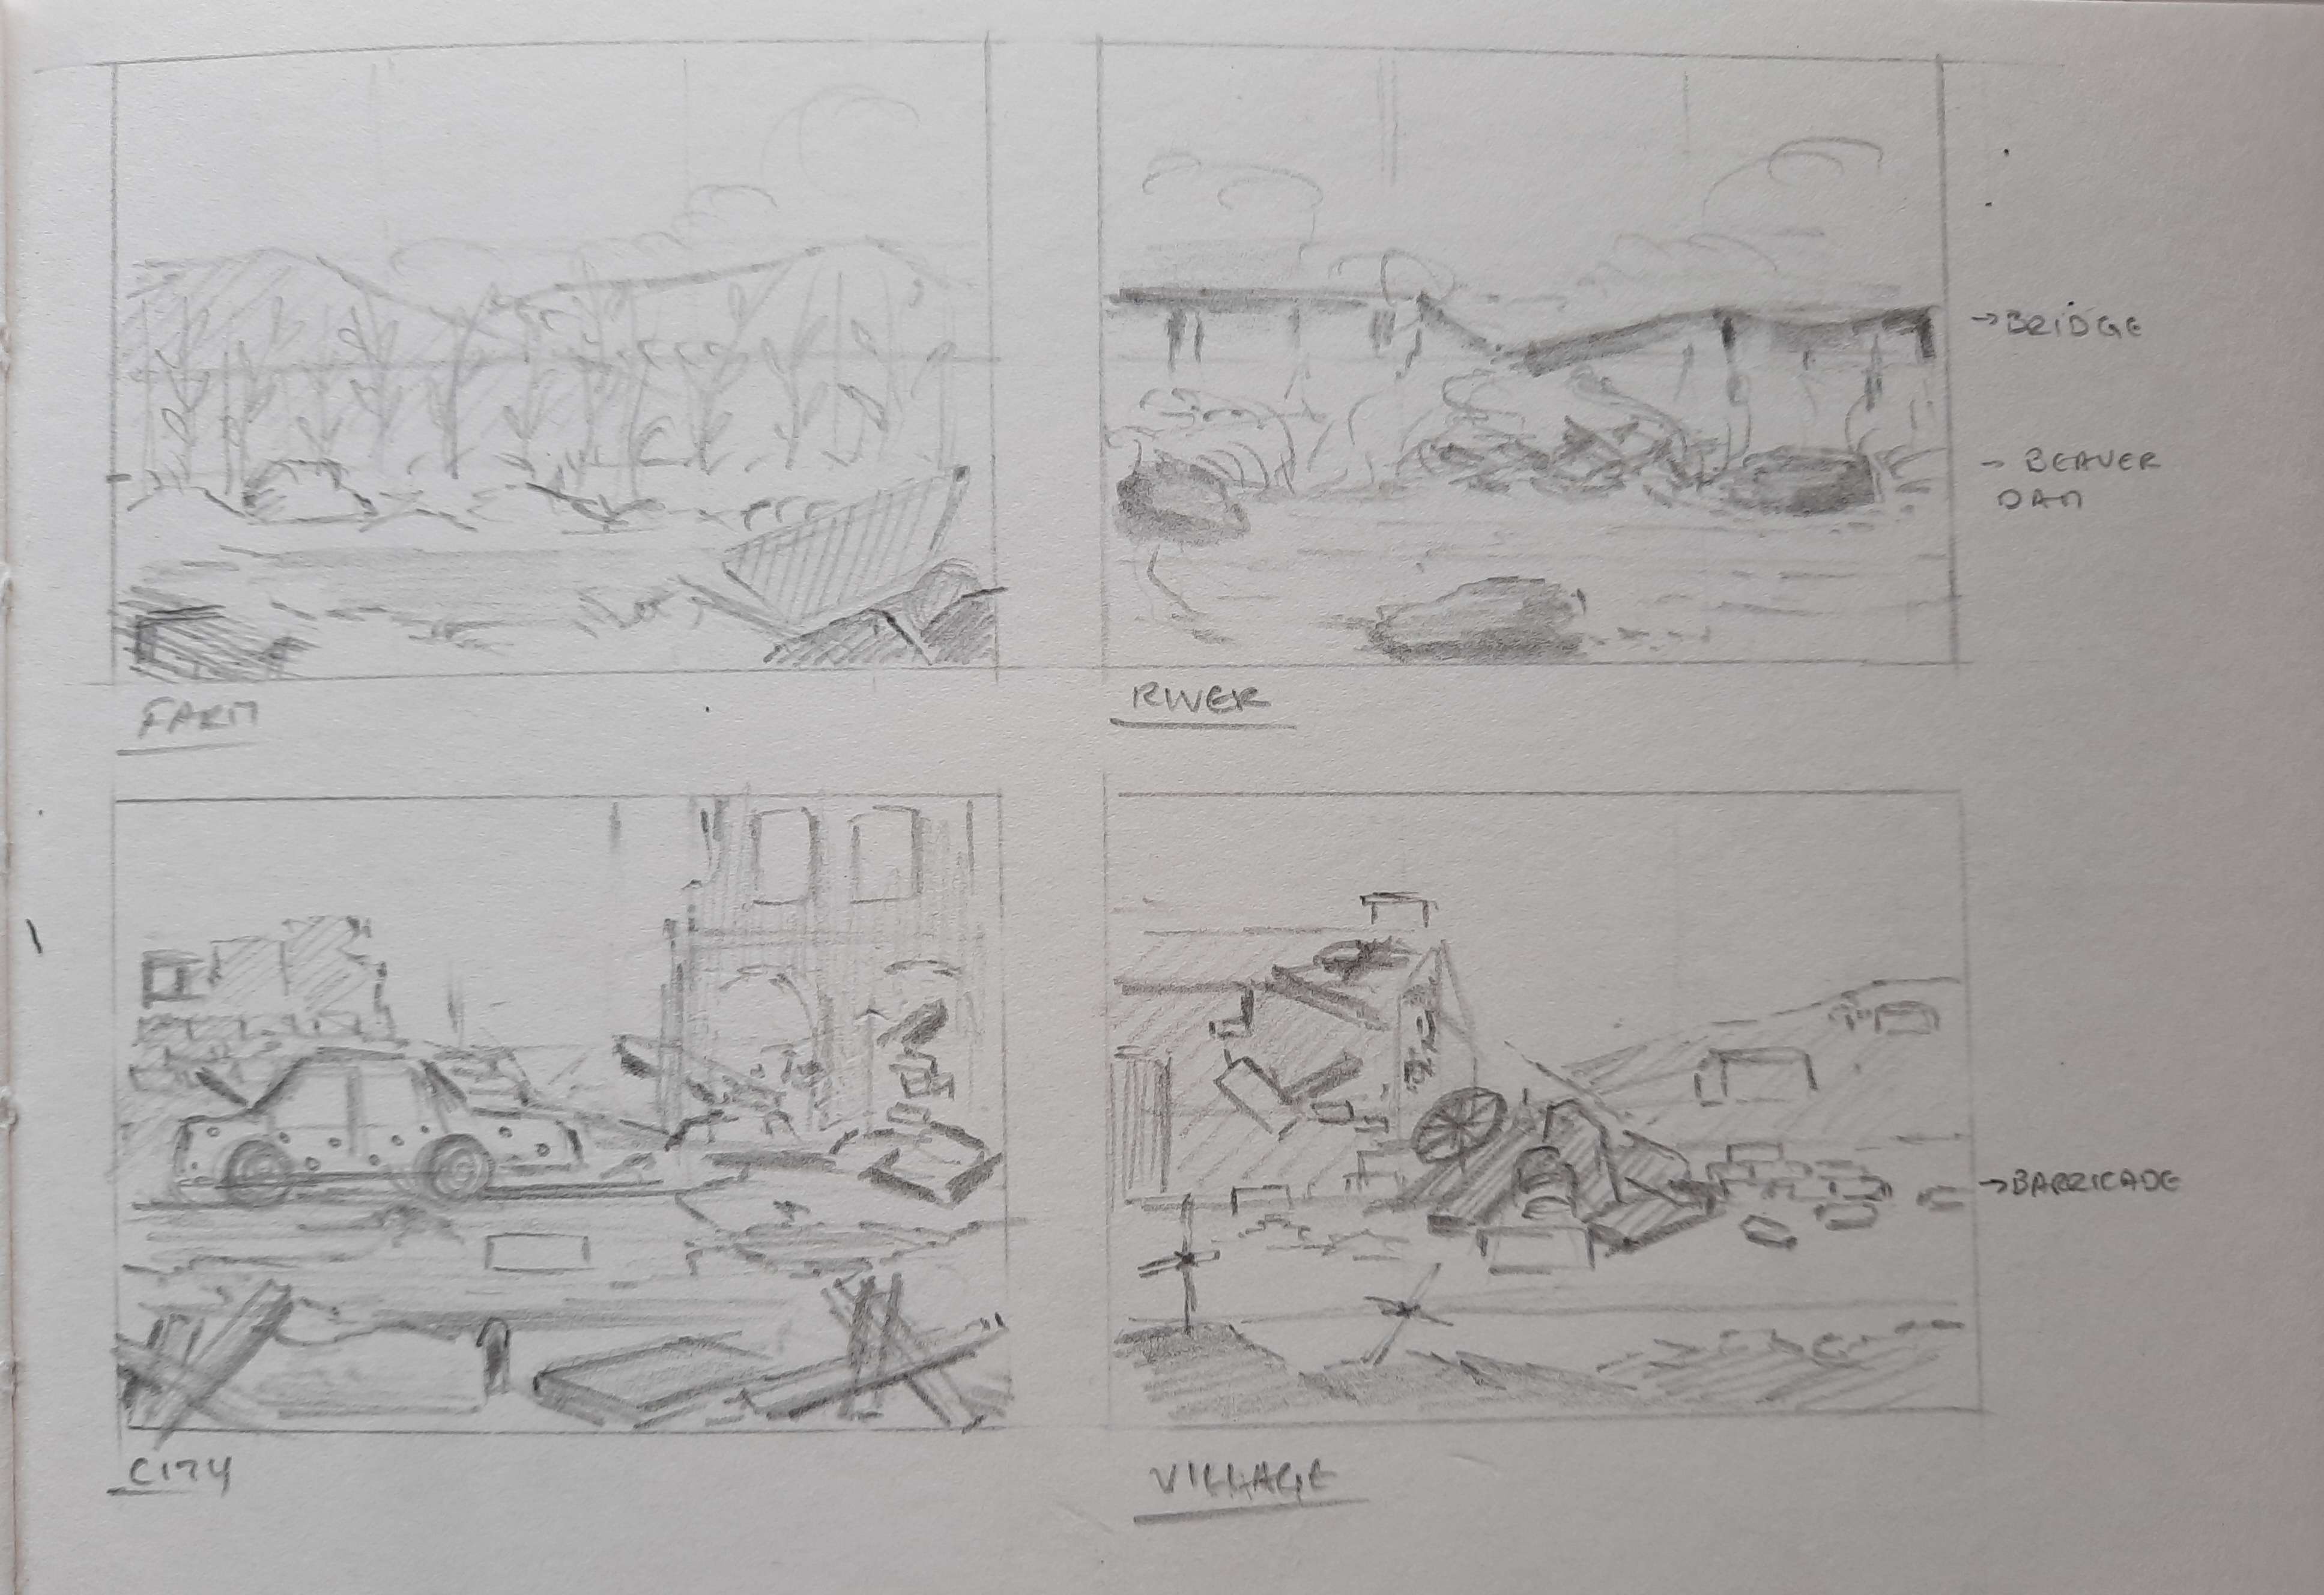 →BRIDGE
- BEAVER
DAM
FARM
RIVER
→BARRICADE
CITY
VILLAGE